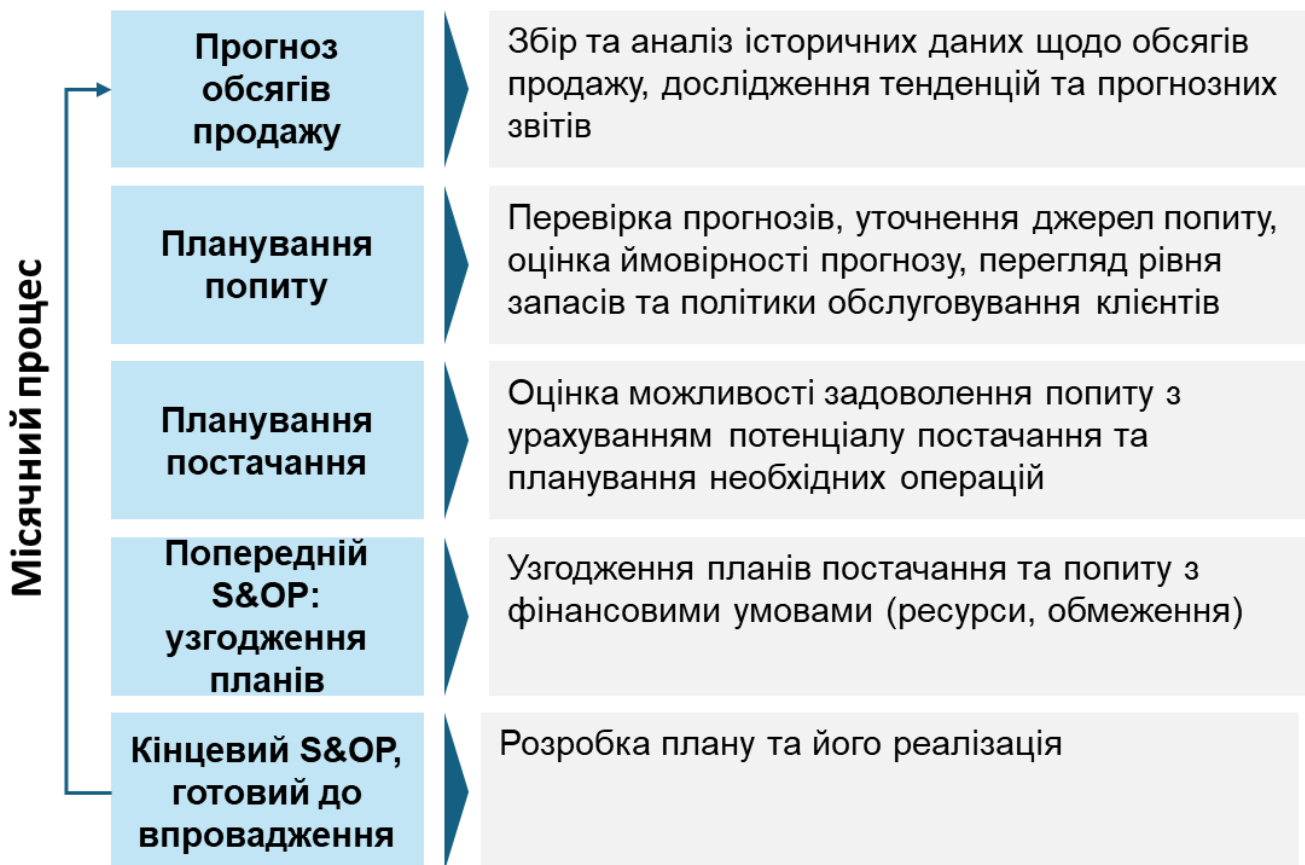 Місячний процес
Прогноз
обсягів
продажу
Збір та аналіз історичних даних щодо обсягів
продажу, дослідження тенденцій та прогнозних
звітів
Планування
попиту
Перевірка прогнозів, уточнення джерел попиту,
оцінка ймовірності прогнозу, перегляд рівня
запасів та політики обслуговування клієнтів
Планування
постачання
Оцінка можливості задоволення попиту з
урахуванням потенціалу постачання та
планування необхідних операцій
Попередній
S&OP:
узгодження
планів
Узгодження планів постачання та попиту з
фінансовими умовами (ресурси, обмеження)
Кінцевий S&OP,
готовий до
впровадження
Розробка плану та його реалізація